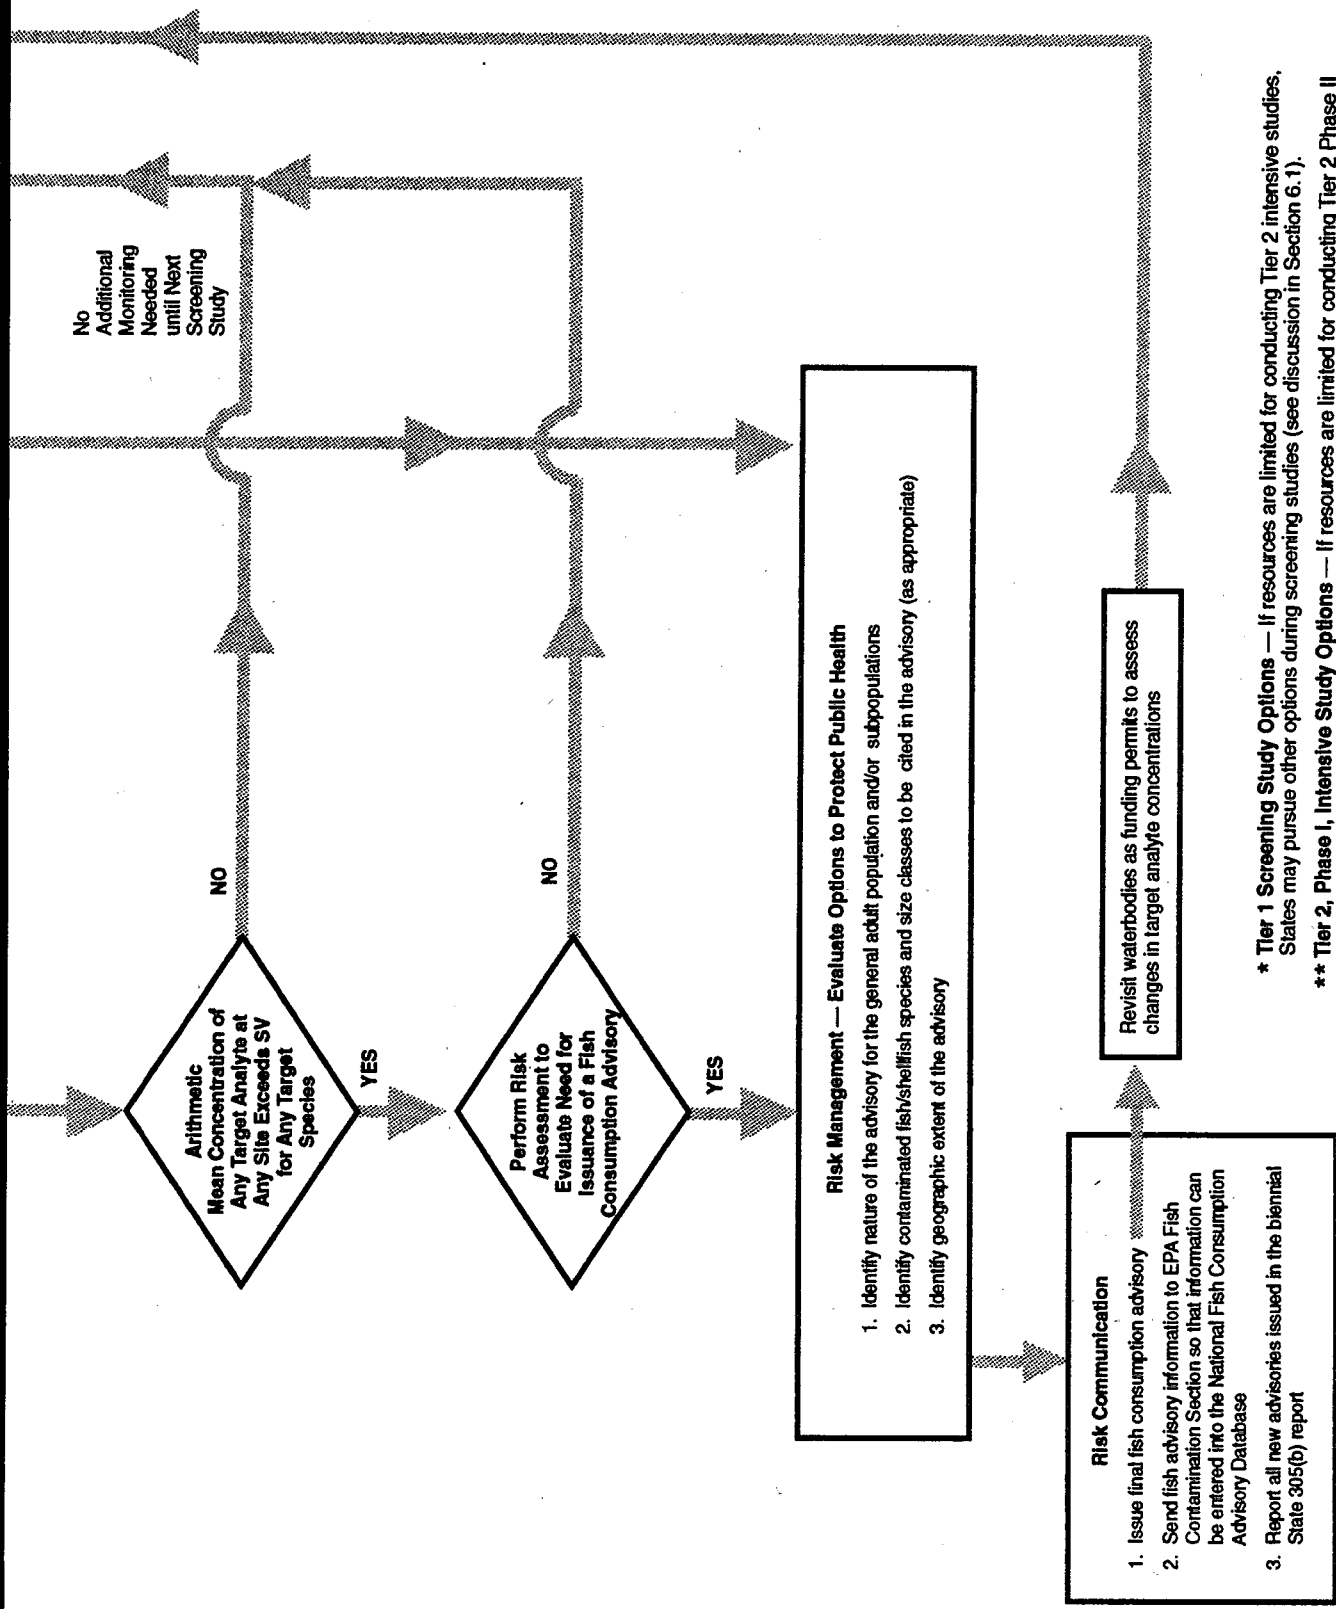 No
Additional
Monitoring
Needed
until Next
Screening
Study
Arithmetic
Mean Concentration of
Any Target Analyte at
Any Site Exceeds SV
for Any Target
Species
NO
YES
Perform Risk
Assessment to
Evaluate Need for
Issuance of a Fish
Consumption Advisory
NO
YES
Risk Management — Evaluate Options to Protect Public Health
1. Identify nature of the advisory for the general adult population and/or subpopulations
2. Identify contaminated fish/shellfish species and size classes to be cited in the advisory (as appropriate)
3. Identify geographic extent of the advisory
Risk Communication
1. Issue final fish consumption advisory
2. Send fish advisory information to EPA Fish
Contamination Section so that information can
be entered into the National Fish Consumption
Advisory Database
3. Report all new advisories issued in the biennial
State 305(b) report
Revisit waterbodies as funding permits to assess
changes in target analyte concentrations
* Tier 1 Screening Study Options — If resources are limited for conducting Tier 2 intensive studies,
States may pursue other options during screening studies (see discussion in Section 6.1).
** Tier 2, Phase I, Intensive Study Options — If resources are limited for conducting Tier 2 Phase II